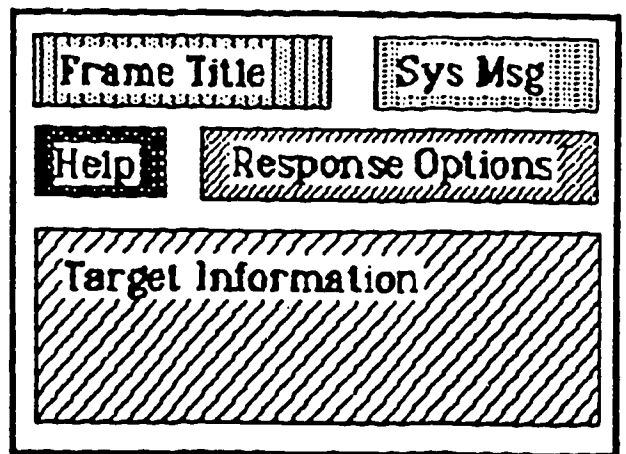 Frame Title
Sys Msg
Help
Response Options
Target Information